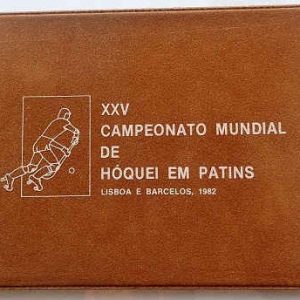 XXV
CAMPEONATO MUNDIAL
DE
HÓQUEI EM PATINS
LISBOA E BARCELOS, 1982